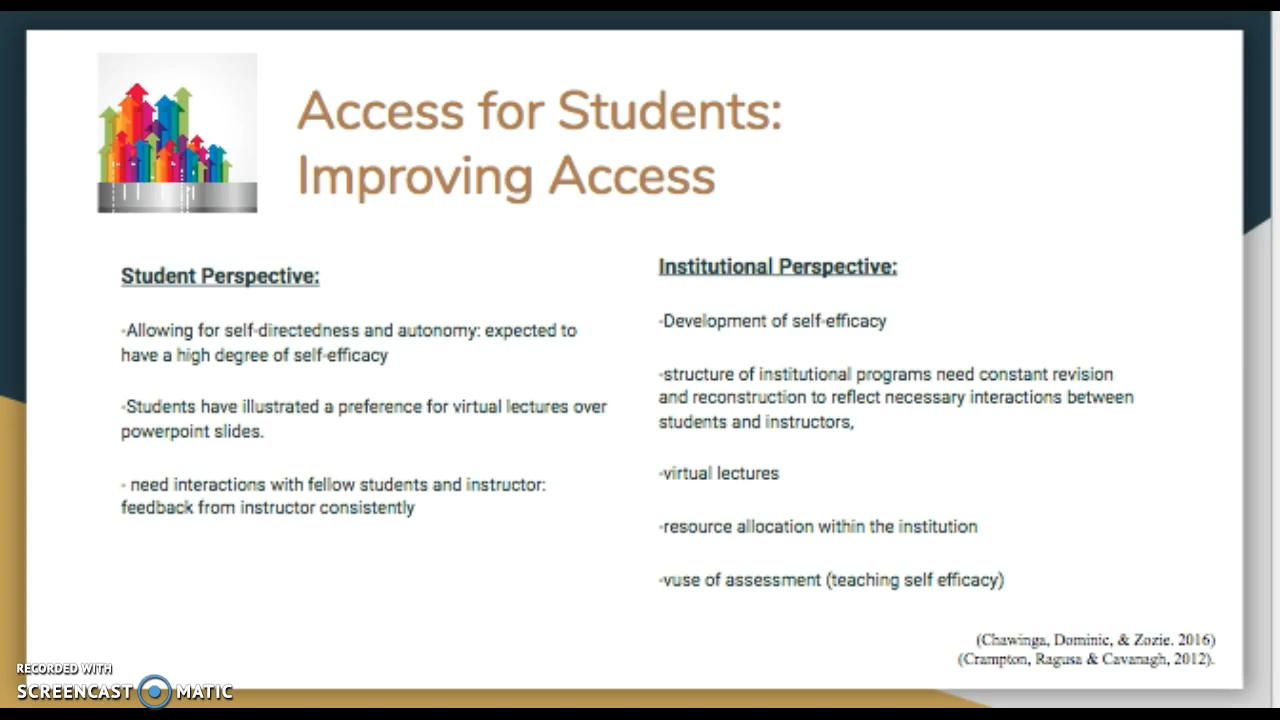 Access for Students:
Improving Access
Student Perspective:
-Allowing for self-directedness and autonomy: expected to
have a high degree of self-efficacy
-Students have illustrated a preference for virtual lectures over
powerpoint slides.
- need interactions with fellow students and instructor:
feedback from instructor consistently
Institutional Perspective:
-Development of self-efficacy
-structure of institutional programs need constant revision
and reconstruction to reflect necessary interactions between
students and instructors,
-virtual lectures
-resource allocation within the institution
-vuse of assessment (teaching self efficacy)
(Chawinga, Dominic, & Zozie. 2016)
(Crampton, Ragusa & Cavanagh, 2012).
RECORDED WITH
SCREENCAST MATIC